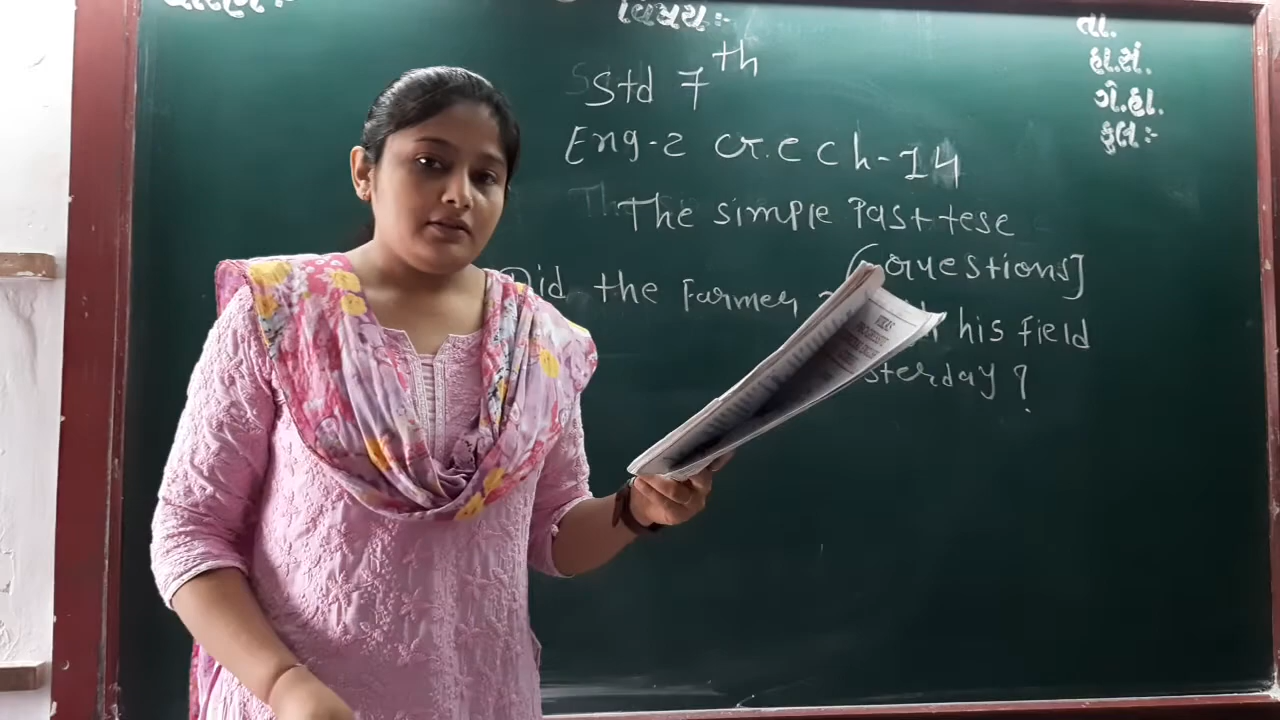 વિષય:-
તા.
હા.સં.
ગે.હા.
કુલ:-
Std 7th
Eng-2 Gr. C Ch-14
The simple Past tese
Questions]
Did the Farmer
his field
sterday ?